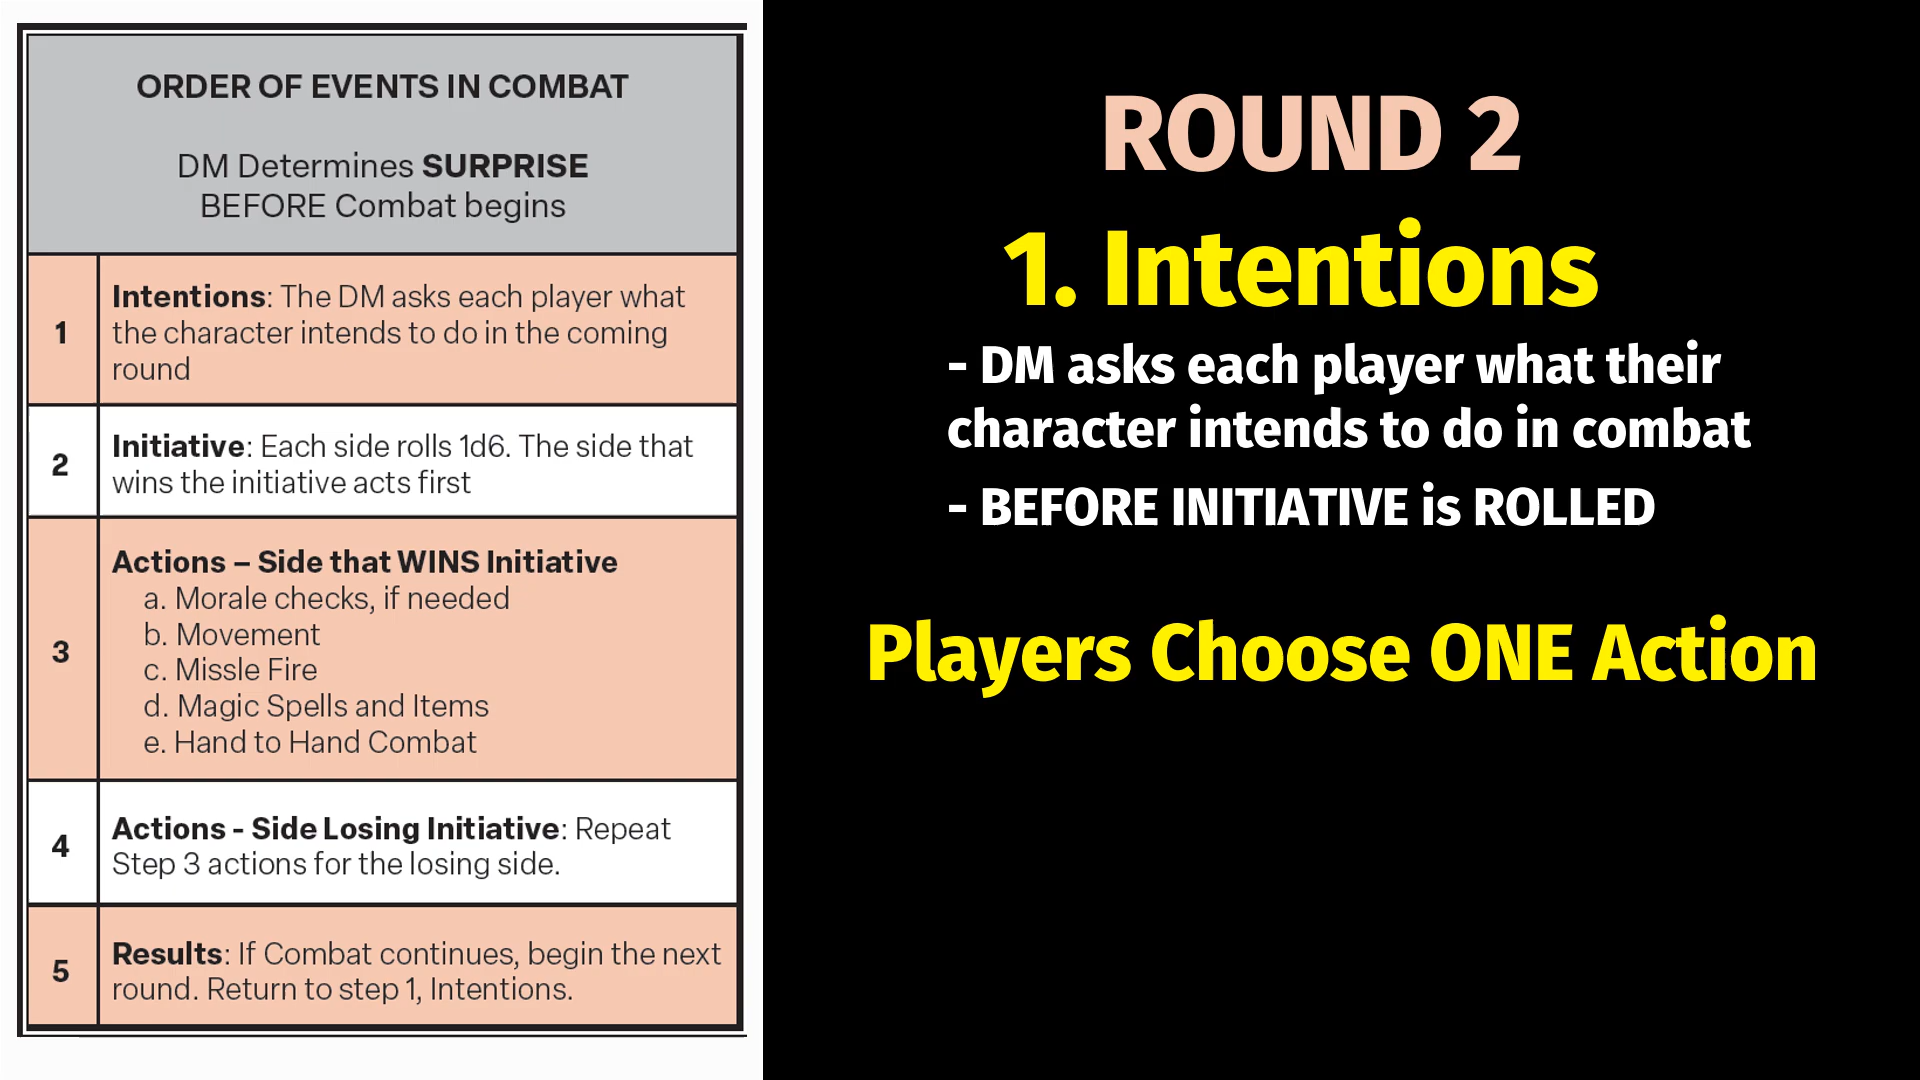 ORDER OF EVENTS IN COMBAT
DM Determines SURPRISE
BEFORE Combat begins
1
Intentions: The DM asks each player what
the character intends to do in the coming
round
2
Initiative: Each side rolls 1d6. The side that
wins the initiative acts first
3
Actions – Side that WINS Initiative
a. Morale checks, if needed
b. Movement
c. Missle Fire
d. Magic Spells and Items
e. Hand to Hand Combat
4
Actions - Side Losing Initiative: Repeat
Step 3 actions for the losing side.
5
Results: If Combat continues, begin the next
round. Return to step 1, Intentions.
ROUND 2
1. Intentions
- DM asks each player what their
character intends to do in combat
- BEFORE INITIATIVE is ROLLED
Players Choose ONE Action